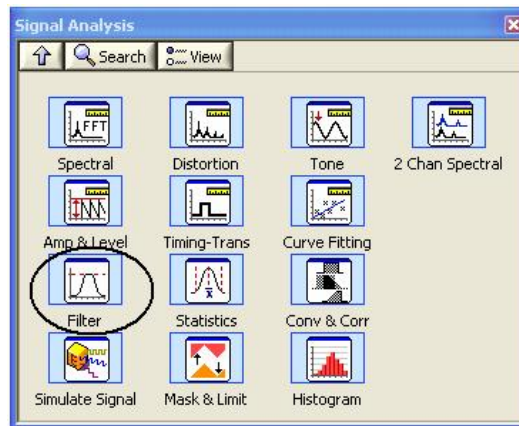 Signal Analysis
Search View
FFT
Spectral Distortion Tone 2 Chan Spectral
Amp & Level Timing-Trans Curve Fitting
Filter Statistics Conv & Corr
Simulate Signal Mask & Limit Histogram